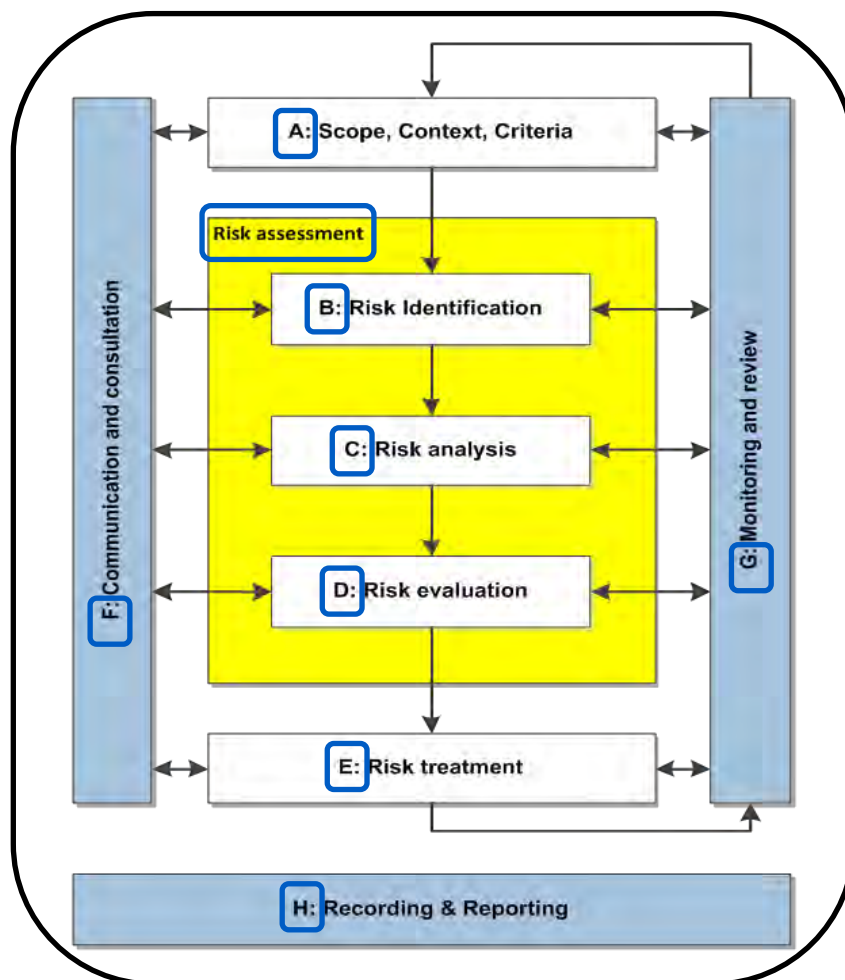 A: Scope, Context, Criteria
Risk assessment
B: Risk Identification
C: Risk analysis
D: Risk evaluation
E: Risk treatment
F: Communication and consultation
G: Monitoring and review
H: Recording & Reporting